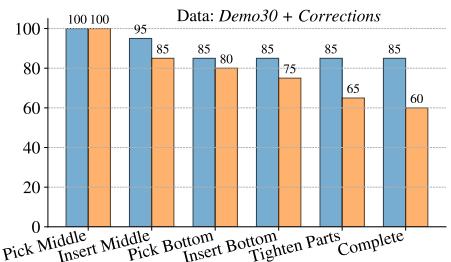 Data: Demo30 + Corrections
100 100 95 85 85 80 85 75 85 65 85 60
100
80
60
40
20
0
Pick Middle Insert Middle Pick Bottom Insert Bottom Tighten Parts Complete